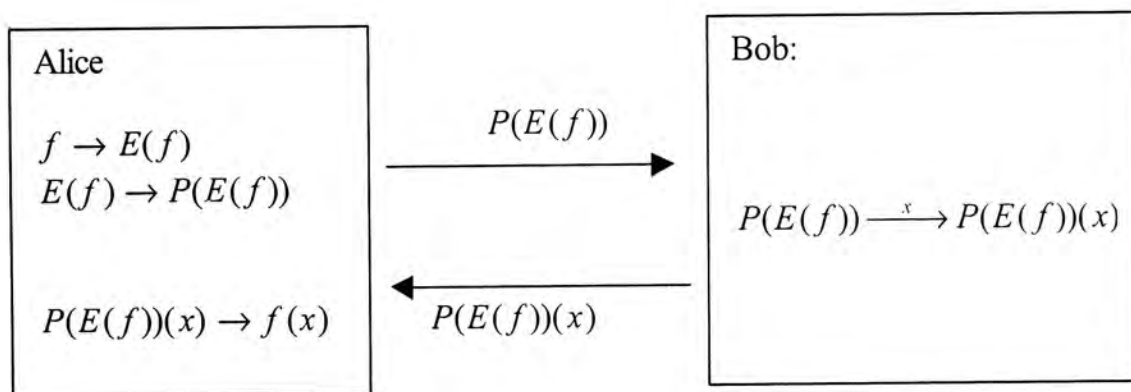 Alice
f → E(f)
E(f) → P(E(f))
P(E(f))(x) → f(x)
P(E(f))
P(E(f))(x)
Bob:
P(E(f)) —x→ P(E(f))(x)